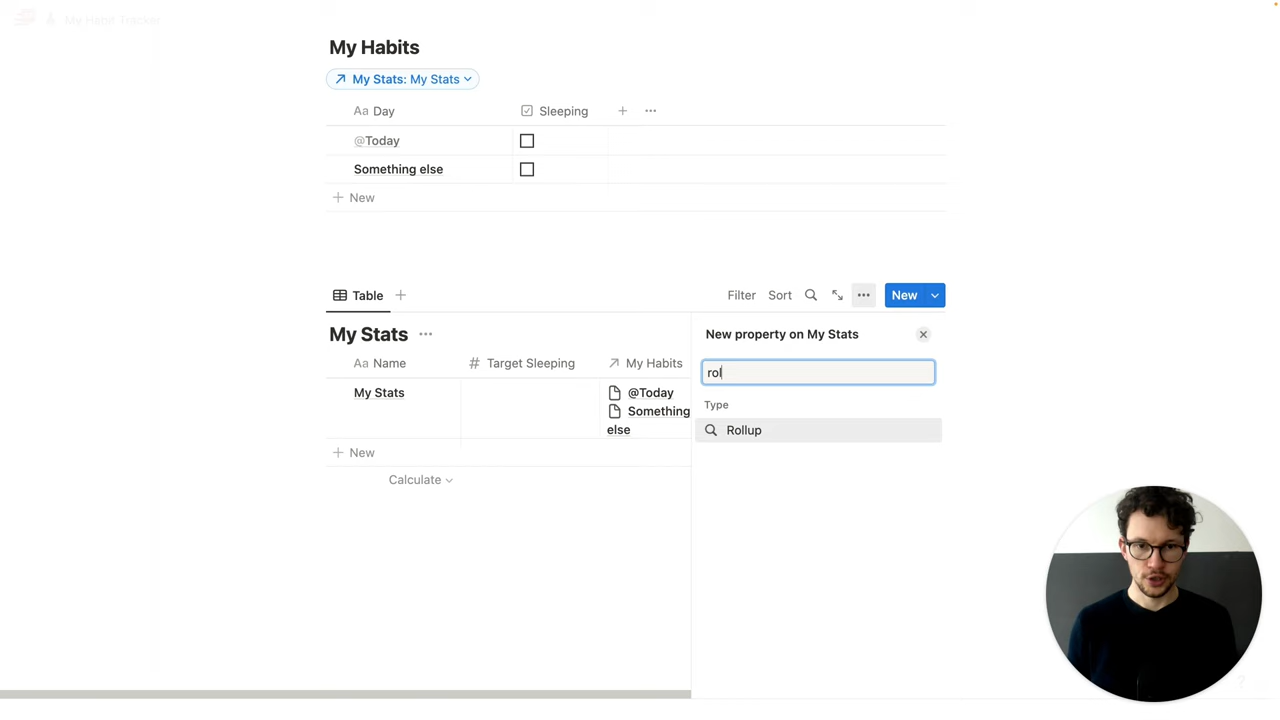 My Habit Tracker
My Habits
My Stats: My Stats
Aa Day Sleeping
@Today
Something else
New
Table
Filter Sort New
My Stats
New property on My Stats
Aa Name # Target Sleeping My Habits
rol
My Stats @Today
Something
else
Type
Rollup
New
Calculate
?